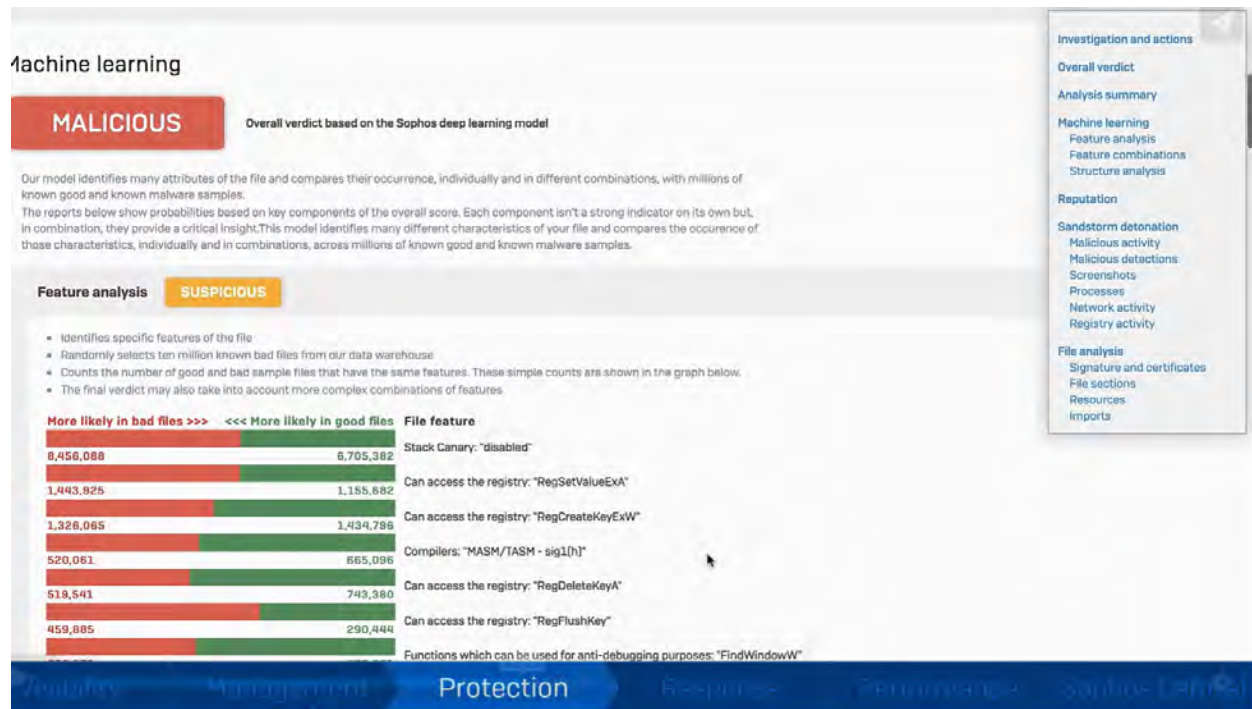 Machine learning
MALICIOUS
Overall verdict based on the Sophos deep learning model
Our model identifies many attributes of the file and compares their occurrence, individually and in different combinations, with millions of
known good and known malware samples.
The reports below show probabilities based on key components of the overall score. Each component isn't a strong indicator on its own but,
in combination, they provide a critical insight.This model identifies many different characteristics of your file and compares the occurence of
those characteristics, individually and in combinations, across millions of known good and known malware samples.
Feature analysis
SUSPICIOUS
Identifies specific features of the file
Randomly selects ten million known bad files from our data warehouse
Counts the number of good and bad sample files that have the same features. These simple counts are shown in the graph below.
The final verdict may also take into account more complex combinations of features
More likely in bad files >>> <<< More likely in good files File feature
Stack Canary: "disabled"
8,456,088 6,705,382
Can access the registry: "RegSetValueExA"
1,443,925 1,155,682
Can access the registry: "RegCreateKeyExW"
1,326,065 1,434,796
Compilers: "MASM/TASM - sig1(h)"
520,061 665,096
Can access the registry: "RegDeleteKeyA"
519,541 743,380
Can access the registry: "RegFlushKey"
459,885 290,444
Functions which can be used for anti-debugging purposes: "FindWindowW"
Investigation and actions
Overall verdict
Analysis summary
Machine learning
Feature analysis
Feature combinations
Structure analysis
Reputation
Sandstorm detonation
Malicious activity
Malicious detections
Screenshots
Processes
Network activity
Registry activity
File analysis
Signature and certificates
File sections
Resources
Imports
Management Protection Response Performance Sophos Central